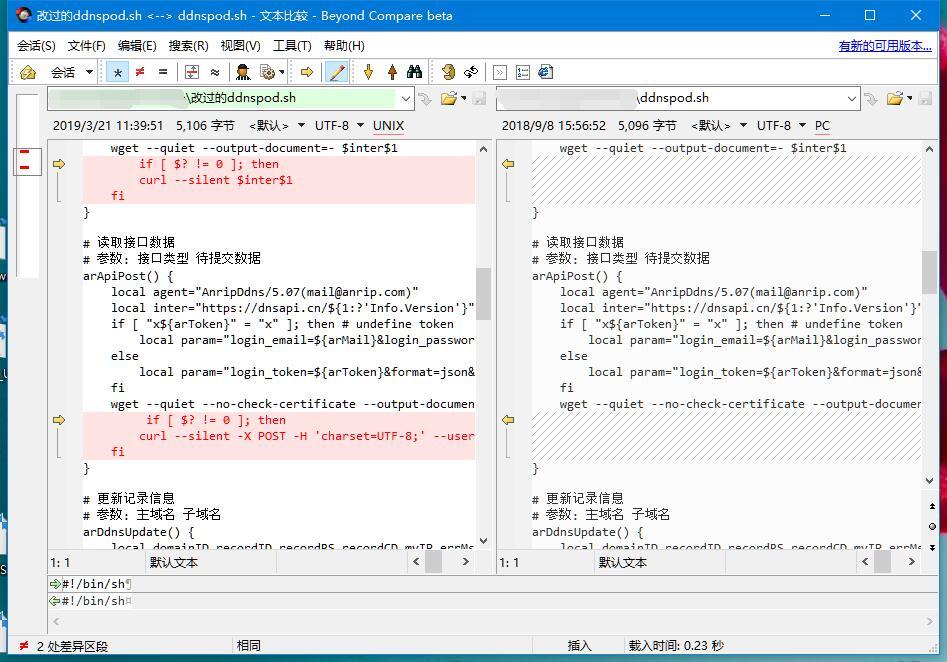 改过的ddnspod.sh <--> ddnspod.sh - 文本比较 - Beyond Compare beta
会话(S) 文件(F) 编辑(E) 搜索(R) 视图(V) 工具(T) 帮助(H) 有新的可用版本...
会话
\改过的ddnspod.sh
2019/3/21 11:39:51 5,106 字节 <默认> UTF-8 UNIX
wget --quiet --output-document=- $inter$1
if [ $? != 0 ]; then
curl --silent $inter$1
fi
}
# 读取接口数据
# 参数: 接口类型 待提交数据
arApiPost() {
local agent="AnripDdns/5.07(mail@anrip.com)"
local inter="https://dnsapi.cn/${1:?'Info.Version'}"
if [ "x${arToken}" = "x" ]; then # undefine token
local param="login_email=${arMail}&login_passwor
else
local param="login_token=${arToken}&format=json&
fi
wget --quiet --no-check-certificate --output-documen
if [ $? != 0 ]; then
curl --silent -X POST -H 'charset=UTF-8;' --user
fi
}
# 更新记录信息
# 参数: 主域名 子域名
arDdnsUpdate() {
local domainID recordID recordRS recordCD myIP errMs
1: 1 默认文本
\ddnspod.sh
2018/9/8 15:56:52 5,096 字节 <默认> UTF-8 PC
wget --quiet --output-document=- $inter$1
}
# 读取接口数据
# 参数: 接口类型 待提交数据
arApiPost() {
local agent="AnripDdns/5.07(mail@anrip.com)"
local inter="https://dnsapi.cn/${1:?'Info.Version'}"
if [ "x${arToken}" = "x" ]; then # undefine token
local param="login_email=${arMail}&login_passwor
else
local param="login_token=${arToken}&format=json&
fi
wget --quiet --no-check-certificate --output-documen
}
# 更新记录信息
# 参数: 主域名 子域名
arDdnsUpdate() {
local domainID recordID recordRS recordCD myIP errMs
1: 1 默认文本
#!/bin/sh¶
#!/bin/sh¤
2 处差异区段 相同 插入 载入时间: 0.23 秒